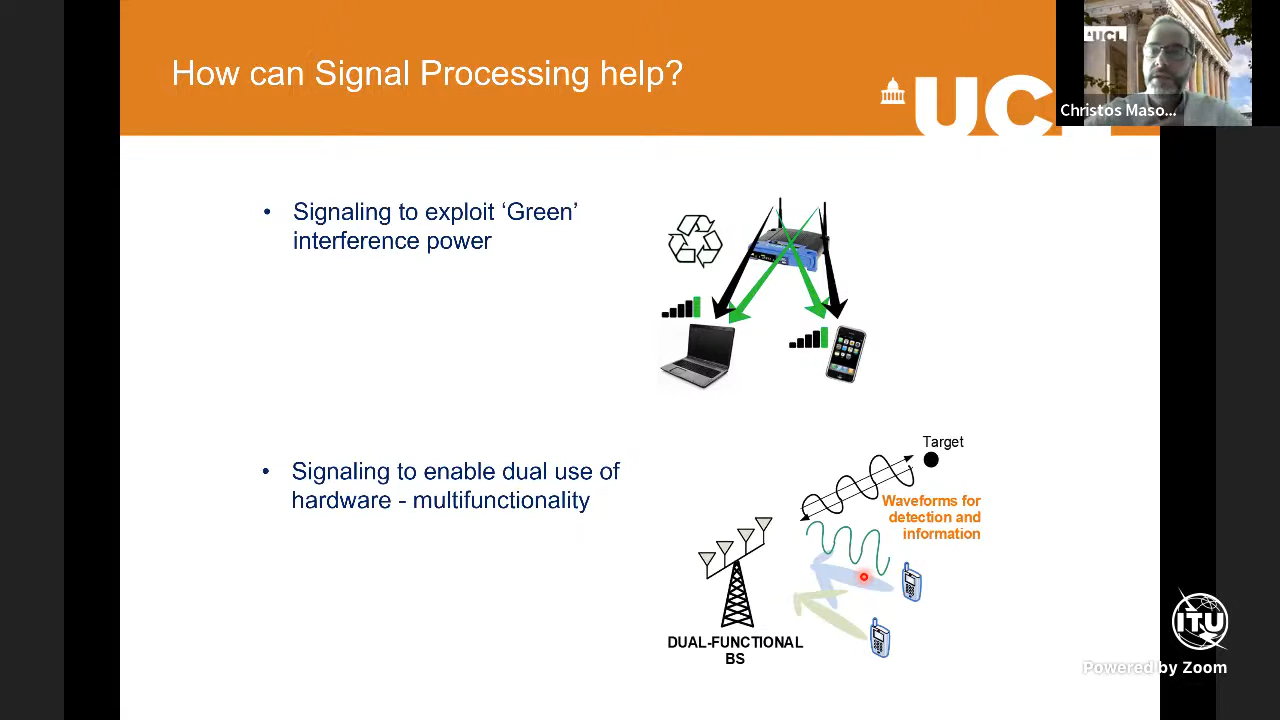 How can Signal Processing help?
UCL
Christos Maso...
• Signaling to exploit ‘Green’
interference power
• Signaling to enable dual use of
hardware - multifunctionality
Target
Waveforms for
detection and
information
DUAL-FUNCTIONAL
BS
ITU
Powered by Zoom